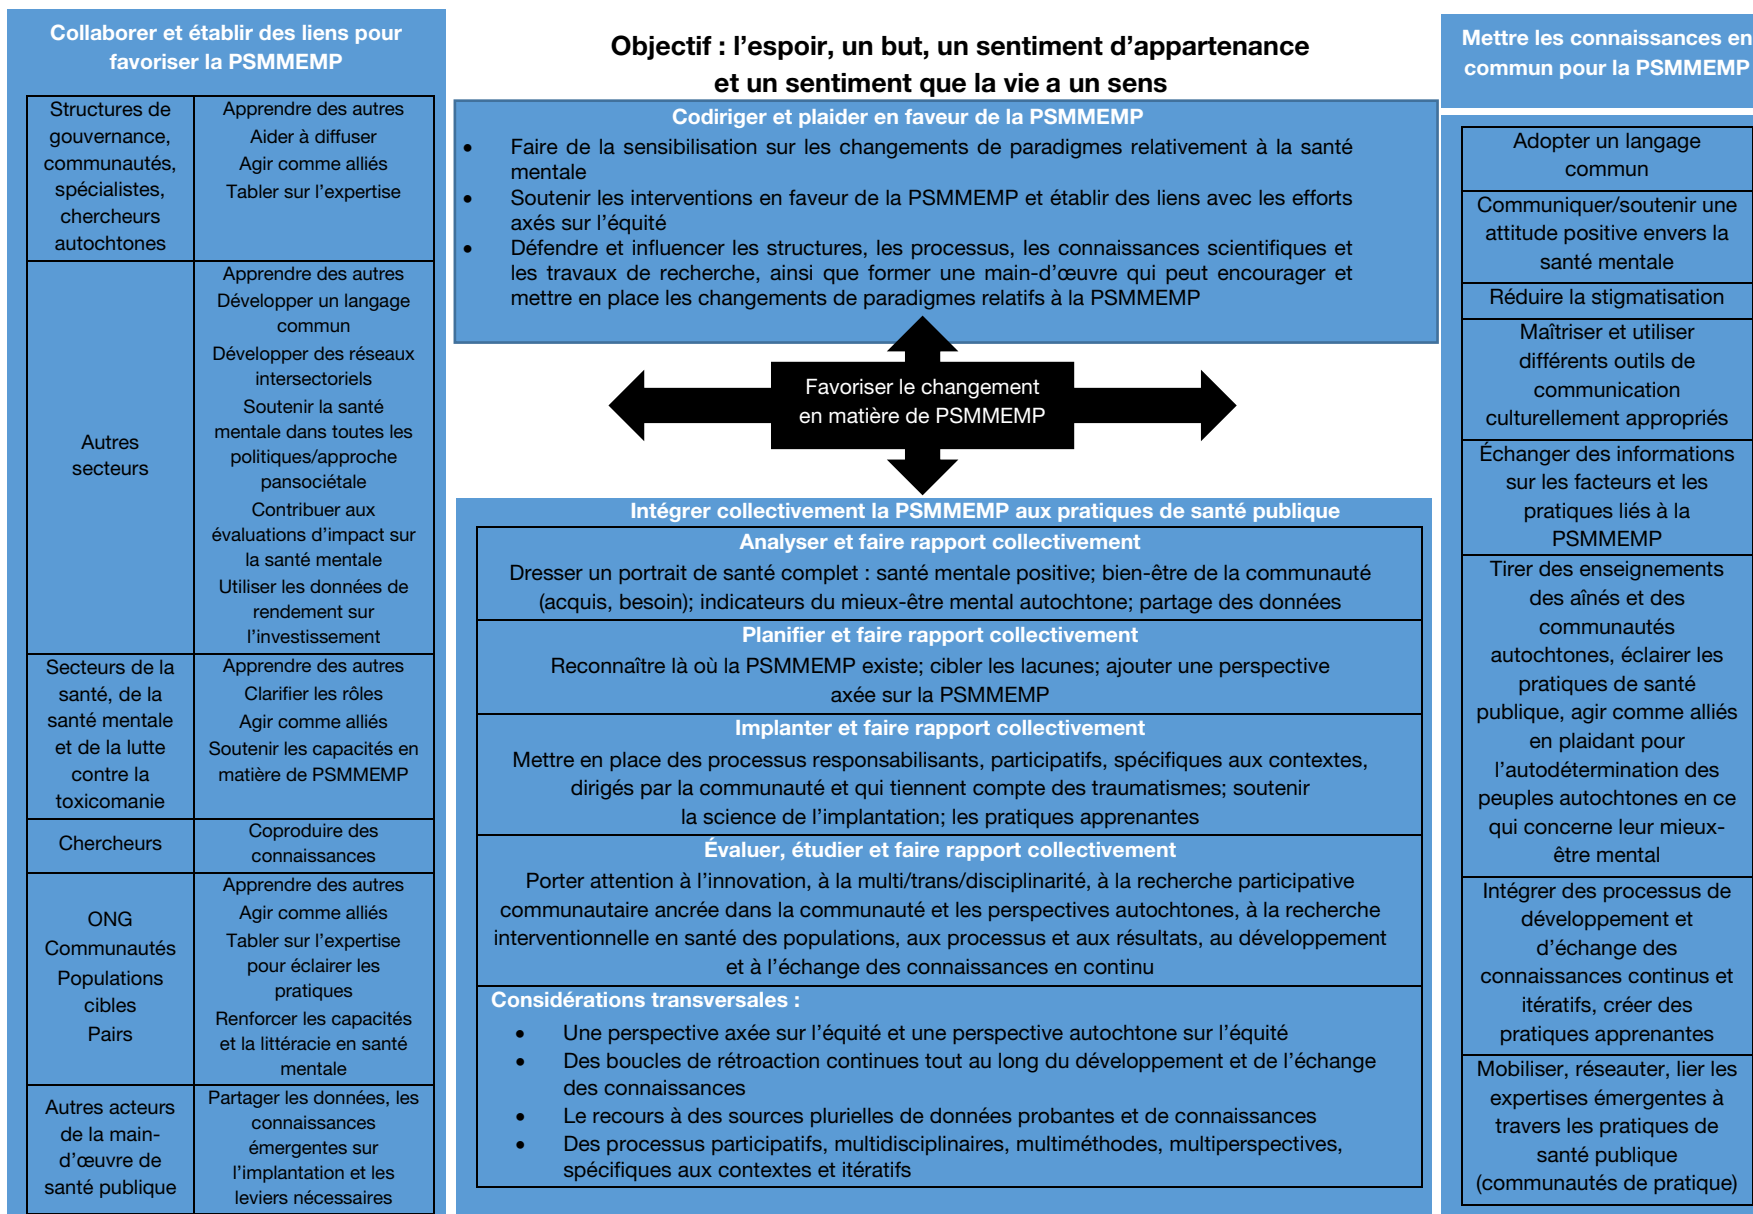 Collaborer et établir des liens pour
favoriser la PSMMEMP
Structures de
gouvernance,
communautés,
spécialistes,
chercheurs
autochtones
Apprendre des autres
Aider à diffuser
Agir comme alliés
Tabler sur l’expertise
Autres
secteurs
Apprendre des autres
Développer un langage
commun
Développer des réseaux
intersectoriels
Soutenir la santé
mentale dans toutes les
politiques/approche
pansociétale
Contribuer aux
évaluations d’impact sur
la santé mentale
Utiliser les données de
rendement sur
l’investissement
Secteurs de la
santé, de la
santé mentale
et de la lutte
contre la
toxicomanie
Apprendre des autres
Clarifier les rôles
Agir comme alliés
Soutenir les capacités en
matière de PSMMEMP
Chercheurs
Coproduire des
connaissances
ONG
Communautés
Populations
cibles
Pairs
Apprendre des autres
Agir comme alliés
Tabler sur l’expertise
pour éclairer les
pratiques
Renforcer les capacités
et la littéracie en santé
mentale
Autres acteurs
de la main-
d’œuvre de
santé publique
Partager les données, les
connaissances
émergentes sur
l’implantation et les
leviers nécessaires
Objectif : l’espoir, un but, un sentiment d’appartenance
et un sentiment que la vie a un sens
Codiriger et plaider en faveur de la PSMMEMP
• Faire de la sensibilisation sur les changements de paradigmes relativement à la santé
mentale
• Soutenir les interventions en faveur de la PSMMEMP et établir des liens avec les efforts
axés sur l’équité
• Défendre et influencer les structures, les processus, les connaissances scientifiques et
les travaux de recherche, ainsi que former une main-d’œuvre qui peut encourager et
mettre en place les changements de paradigmes relatifs à la PSMMEMP
Favoriser le changement
en matière de PSMMEMP
Intégrer collectivement la PSMMEMP aux pratiques de santé publique
Analyser et faire rapport collectivement
Dresser un portrait de santé complet : santé mentale positive; bien-être de la communauté
(acquis, besoin); indicateurs du mieux-être mental autochtone; partage des données
Planifier et faire rapport collectivement
Reconnaître là où la PSMMEMP existe; cibler les lacunes; ajouter une perspective
axée sur la PSMMEMP
Implanter et faire rapport collectivement
Mettre en place des processus responsabilisants, participatifs, spécifiques aux contextes,
dirigés par la communauté et qui tiennent compte des traumatismes; soutenir
la science de l’implantation; les pratiques apprenantes
Évaluer, étudier et faire rapport collectivement
Porter attention à l’innovation, à la multi/trans/disciplinarité, à la recherche participative
communautaire ancrée dans la communauté et les perspectives autochtones, à la recherche
interventionnelle en santé des populations, aux processus et aux résultats, au développement
et à l’échange des connaissances en continu
Considérations transversales :
• Une perspective axée sur l’équité et une perspective autochtone sur l’équité
• Des boucles de rétroaction continues tout au long du développement et de l’échange
des connaissances
• Le recours à des sources plurielles de données probantes et de connaissances
• Des processus participatifs, multidisciplinaires, multiméthodes, multiperspectives,
spécifiques aux contextes et itératifs
Mettre les connaissances en
commun pour la PSMMEMP
Adopter un langage
commun
Communiquer/soutenir une
attitude positive envers la
santé mentale
Réduire la stigmatisation
Maîtriser et utiliser
différents outils de
communication
culturellement appropriés
Échanger des informations
sur les facteurs et les
pratiques liés à la
PSMMEMP
Tirer des enseignements
des aînés et des
communautés
autochtones, éclairer les
pratiques de santé
publique, agir comme alliés
en plaidant pour
l’autodétermination des
peuples autochtones en ce
qui concerne leur mieux-
être mental
Intégrer des processus de
développement et
d’échange des
connaissances continus et
itératifs, créer des
pratiques apprenantes
Mobiliser, réseauter, lier les
expertises émergentes à
travers les pratiques de
santé publique
(communautés de pratique)